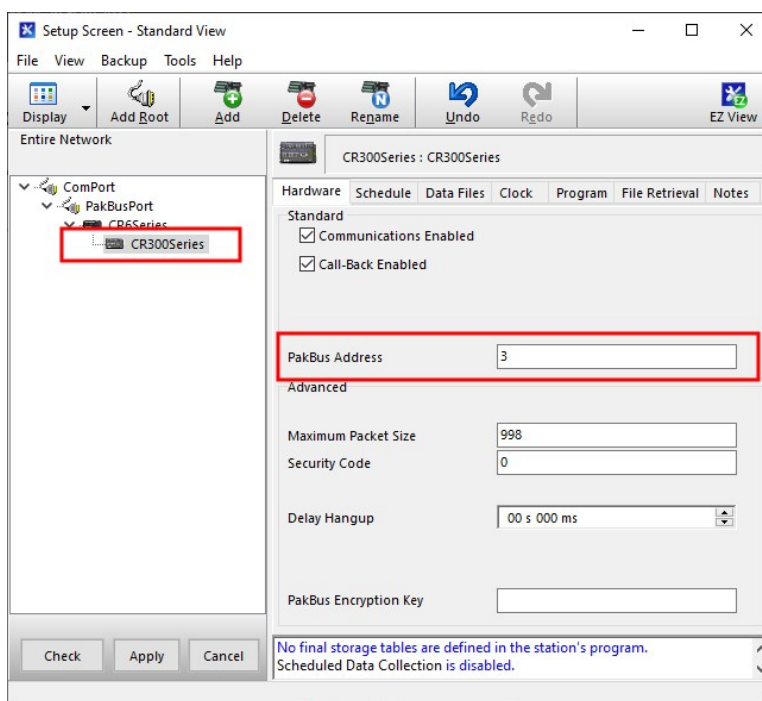 Setup Screen - Standard View
File View Backup Tools Help
Display Add Root Add Delete Rename Undo Redo EZ View
Entire Network
CR300Series : CR300Series
ComPort
PakBusPort
CR6Series
CR300Series
Hardware Schedule Data Files Clock Program File Retrieval Notes
Standard
Communications Enabled
Call-Back Enabled
PakBus Address 3
Advanced
Maximum Packet Size 998
Security Code 0
Delay Hangup 00 s 000 ms
PakBus Encryption Key
Check Apply Cancel
No final storage tables are defined in the station's program.
Scheduled Data Collection is disabled.